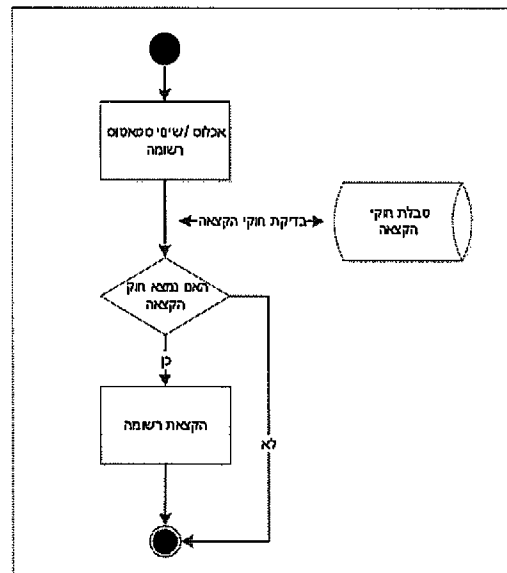 אכלוס /שינוי סטאטוס
רשומה
בדיקת חוקי הקצאה
טבלת חוקי
הקצאה
האם נמצא חוק
הקצאה
כן
הקצאת רשומה
לא